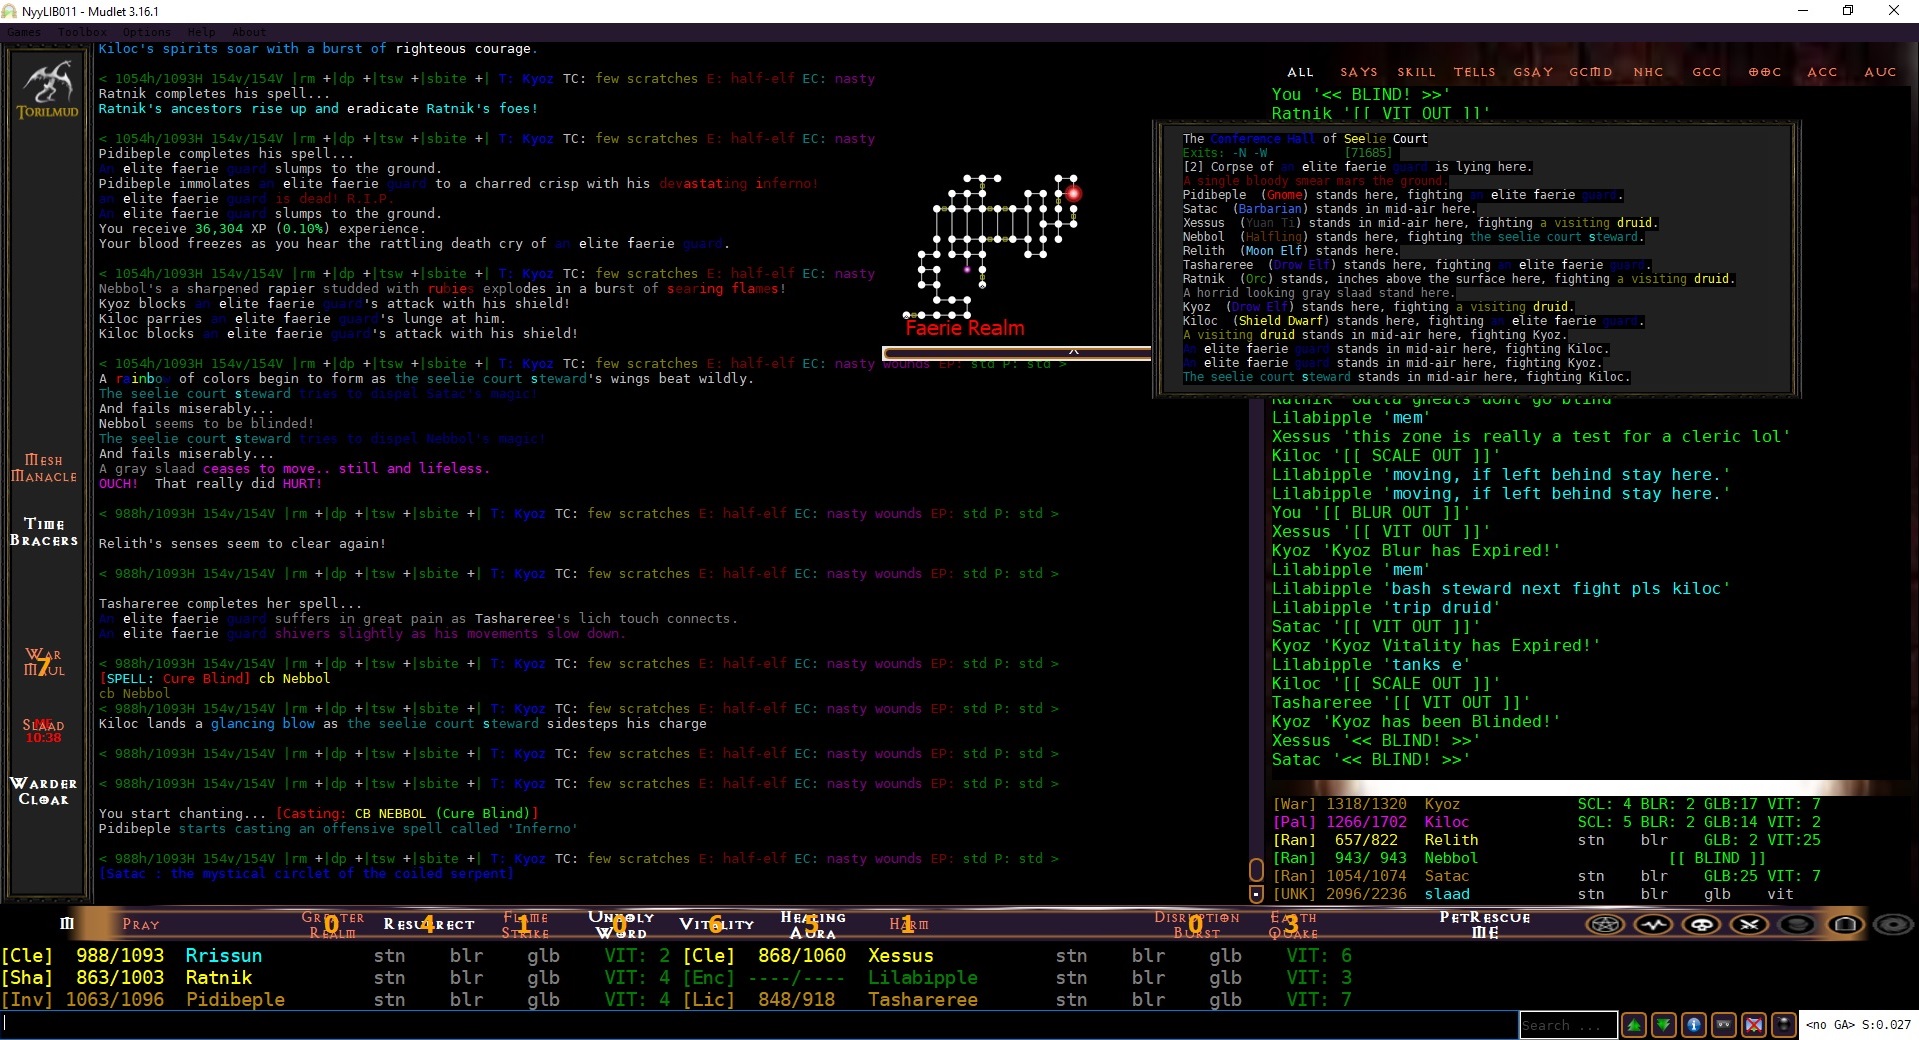 NyyLIB011 - Mudlet 3.16.1
Games Toolbox Options Help About
TORILMUD
MESH MANACLE
TIME BRACERS
WAR MAUL
7
SLAAD
ME
10:38
WARDER CLOAK
Kiloc's spirits soar with a burst of righteous courage.
< 1054h/1093H 154v/154V |rm +|dp +|tsw +|sbite +| T: Kyoz TC: few scratches E: half-elf EC: nasty
Ratnik completes his spell...
Ratnik's ancestors rise up and eradicate Ratnik's foes!
< 1054h/1093H 154v/154V |rm +|dp +|tsw +|sbite +| T: Kyoz TC: few scratches E: half-elf EC: nasty
Pidibeple completes his spell...
An elite faerie guard slumps to the ground.
Pidibeple immolates an elite faerie guard to a charred crisp with his devastating inferno!
an elite faerie guard is dead! R.I.P.
An elite faerie guard slumps to the ground.
You receive 36,304 XP (0.10%) experience.
Your blood freezes as you hear the rattling death cry of an elite faerie guard.
< 1054h/1093H 154v/154V |rm +|dp +|tsw +|sbite +| T: Kyoz TC: few scratches E: half-elf EC: nasty
Nebbol's a sharpened rapier studded with rubies explodes in a burst of searing flames!
Kyoz blocks an elite faerie guard's attack with his shield!
Kiloc parries an elite faerie guard's lunge at him.
Kiloc blocks an elite faerie guard's attack with his shield!
< 1054h/1093H 154v/154V |rm +|dp +|tsw +|sbite +| T: Kyoz TC: few scratches E: half-elf EC: nasty wounds EP: std P: std >
A rainbow of colors begin to form as the seelie court steward's wings beat wildly.
The seelie court steward tries to dispel Satac's magic!
And fails miserably...
Nebbol seems to be blinded!
The seelie court steward tries to dispel Nebbol's magic!
And fails miserably...
A gray slaad ceases to move.. still and lifeless.
OUCH!  That really did HURT!
< 988h/1093H 154v/154V |rm +|dp +|tsw +|sbite +| T: Kyoz TC: few scratches E: half-elf EC: nasty wounds EP: std P: std >
Relith's senses seem to clear again!
< 988h/1093H 154v/154V |rm +|dp +|tsw +|sbite +| T: Kyoz TC: few scratches E: half-elf EC: nasty wounds EP: std P: std >
Tashareree completes her spell...
An elite faerie guard suffers in great pain as Tashareree's lich touch connects.
An elite faerie guard shivers slightly as his movements slow down.
< 988h/1093H 154v/154V |rm +|dp +|tsw +|sbite +| T: Kyoz TC: few scratches E: half-elf EC: nasty wounds EP: std P: std >
[SPELL: Cure Blind] cb Nebbol
cb Nebbol
< 988h/1093H 154v/154V |rm +|dp +|tsw +|sbite +| T: Kyoz TC: few scratches E: half-elf EC: nasty wounds EP: std P: std >
Kiloc lands a glancing blow as the seelie court steward sidesteps his charge
< 988h/1093H 154v/154V |rm +|dp +|tsw +|sbite +| T: Kyoz TC: few scratches E: half-elf EC: nasty wounds EP: std P: std >
< 988h/1093H 154v/154V |rm +|dp +|tsw +|sbite +| T: Kyoz TC: few scratches E: half-elf EC: nasty wounds EP: std P: std >
You start chanting... [Casting: CB NEBBOL (Cure Blind)]
Pidibeple starts casting an offensive spell called 'Inferno'
< 988h/1093H 154v/154V |rm +|dp +|tsw +|sbite +| T: Kyoz TC: few scratches E: half-elf EC: nasty wounds EP: std P: std >
[Satac : the mystical circlet of the coiled serpent]
Faerie Realm
^
ALL SAYS SKILL TELLS GSAY GCMD NHC GCC OOC ACC AUC
You '<< BLIND! >>'
Ratnik '[[ VIT OUT ]]'
The Conference Hall of Seelie Court
Exits: -N -W [71685]
[2] Corpse of an elite faerie guard is lying here.
A single bloody smear mars the ground.
Pidibeple (Gnome) stands here, fighting an elite faerie guard.
Satac (Barbarian) stands in mid-air here.
Xessus (Yuan Ti) stands in mid-air here, fighting a visiting druid.
Nebbol (Halfling) stands here, fighting the seelie court steward.
Relith (Moon Elf) stands here.
Tashareree (Drow Elf) stands here, fighting an elite faerie guard.
Ratnik (Orc) stands, inches above the surface here, fighting a visiting druid.
A horrid looking gray slaad stand here.
Kyoz (Drow Elf) stands here, fighting a visiting druid.
Kiloc (Shield Dwarf) stands here, fighting an elite faerie guard.
A visiting druid stands in mid-air here, fighting Kyoz.
An elite faerie guard stands in mid-air here, fighting Kiloc.
An elite faerie guard stands in mid-air here, fighting Kyoz.
The seelie court steward stands in mid-air here, fighting Kiloc.
Ratnik 'outta gheals dont go blind'
Lilabipple 'mem'
Xessus 'this zone is really a test for a cleric lol'
Kiloc '[[ SCALE OUT ]]'
Lilabipple 'moving, if left behind stay here.'
Lilabipple 'moving, if left behind stay here.'
You '[[ BLUR OUT ]]'
Xessus '[[ VIT OUT ]]'
Kyoz 'Kyoz Blur has Expired!'
Lilabipple 'mem'
Lilabipple 'bash steward next fight pls kiloc'
Lilabipple 'trip druid'
Satac '[[ VIT OUT ]]'
Kyoz 'Kyoz Vitality has Expired!'
Lilabipple 'tanks e'
Kiloc '[[ SCALE OUT ]]'
Tashareree '[[ VIT OUT ]]'
Kyoz 'Kyoz has been Blinded!'
Xessus '<< BLIND! >>'
Satac '<< BLIND! >>'
[War] 1318/1320 Kyoz SCL: 4 BLR: 2 GLB:17 VIT: 7
[Pal] 1266/1702 Kiloc SCL: 5 BLR: 2 GLB:14 VIT: 2
[Ran] 657/822 Relith stn blr GLB: 2 VIT:25
[Ran] 943/ 943 Nebbol [[ BLIND ]]
[Ran] 1054/1074 Satac stn blr GLB:25 VIT: 7
[UNK] 2096/2236 slaad stn blr glb vit
M PRAY GREATER REALM 0 RESURRECT 4 FLAME STRIKE 1 UNHOLY WORD 0 VITALITY 6 HEALING AURA 5 HARM 1 DISRUPTION BURST 0 EARTH QUAKE 3 PETRESCUE ME
[Cle] 988/1093 Rrissun stn blr glb VIT: 2 [Cle] 868/1060 Xessus stn blr glb VIT: 6
[Sha] 863/1003 Ratnik stn blr glb VIT: 4 [Enc] ----/---- Lilabipple stn blr glb VIT: 3
[Inv] 1063/1096 Pidibeple stn blr glb VIT: 4 [Lic] 848/918 Tashareree stn blr glb VIT: 7
Search ...
<no GA> S:0.027